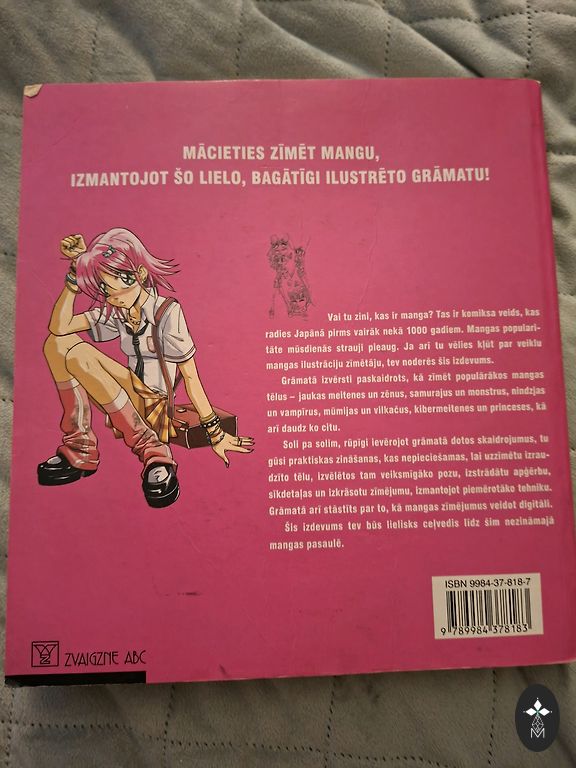 MĀCIETIES ZĪMĒT MANGU,
IZMANTOJOT ŠO LIELO, BAGĀTĪGI ILUSTRĒTO GRĀMATU!
Vai tu zini, kas ir manga? Tas ir komiksa veids, kas
radies Japānā pirms vairāk nekā 1000 gadiem. Mangas populari-
tāte mūsdienās strauji pieaug. Ja arī tu vēlies kļūt par veiklu
mangas ilustrāciju zīmētāju, tev noderēs šis izdevums.
Grāmatā izvērsti paskaidrots, kā zīmēt populārākos mangas
tēlus – jaukas meitenes un zēnus, samurajus un monstrus, nindzjas
un vampīrus, mūmijas un vilkačus, kibermeitenes un princeses, kā
arī daudz ko citu.
Soli pa solim, rūpīgi ievērojot grāmatā dotos skaidrojumus, tu
gūsi praktiskas zināšanas, kas nepieciešamas, lai uzzīmētu izrau-
dzīto tēlu, izvēlētos tam veiksmīgāko pozu, izstrādātu apģērbu,
sīkdetaļas un izkrāsotu zīmējumu, izmantojot piemērotāko tehniku.
Grāmatā arī stāstīts par to, kā mangas zīmējumus veidot digitāli.
Šis izdevums tev būs lielisks ceļvedis līdz šim nezināmajā
mangas pasaulē.
ISBN 9984-37-818-7
9 789984 378183
ZVAIGZNE ABC
M